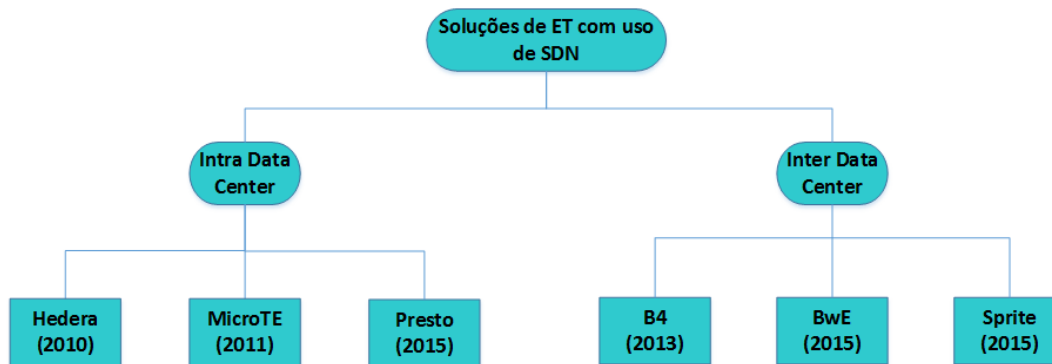 Soluções de ET com uso
de SDN
Intra Data
Center
Inter Data
Center
Hedera
(2010)
MicroTE
(2011)
Presto
(2015)
B4
(2013)
BwE
(2015)
Sprite
(2015)